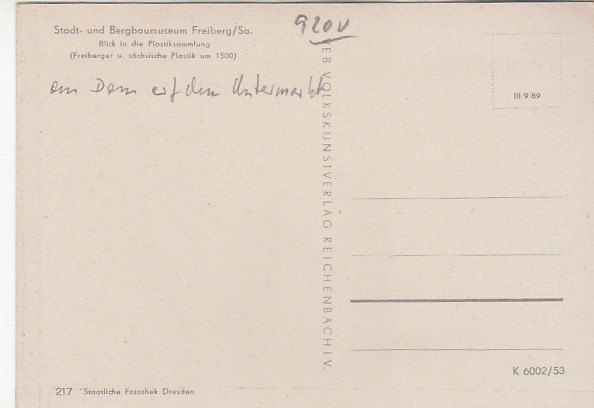 Stadt- und Bergbaumuseum Freiberg/Sa.
Blick in die Plastiksammlung
(Freiberger u. sächsische Plastik um 1500)
am Dom auf dem Untermarkt
920V
VEB VOLKSKUNSTVERLAG REICHENBACH I.V.
III 9 89
K 6002/53
217 Staatliche Fotothek Dresden